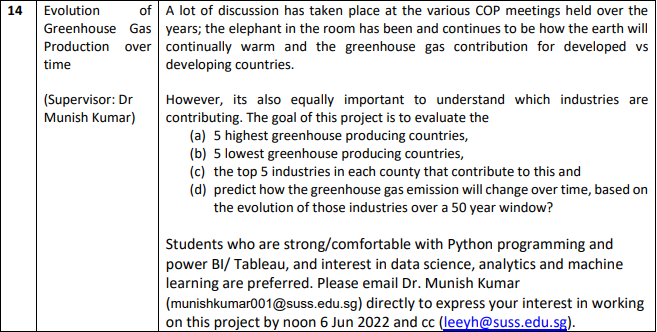 14
Evolution of
Greenhouse Gas
Production over
time
(Supervisor: Dr
Munish Kumar)
A lot of discussion has taken place at the various COP meetings held over the
years; the elephant in the room has been and continues to be how the earth will
continually warm and the greenhouse gas contribution for developed vs
developing countries.
However, its also equally important to understand which industries are
contributing. The goal of this project is to evaluate the
(a) 5 highest greenhouse producing countries,
(b) 5 lowest greenhouse producing countries,
(c) the top 5 industries in each county that contribute to this and
(d) predict how the greenhouse gas emission will change over time, based on
the evolution of those industries over a 50 year window?
Students who are strong/comfortable with Python programming and
power BI/ Tableau, and interest in data science, analytics and machine
learning are preferred. Please email Dr. Munish Kumar
(munishkumar001@suss.edu.sg) directly to express your interest in working
on this project by noon 6 Jun 2022 and cc (leeyh@suss.edu.sg).